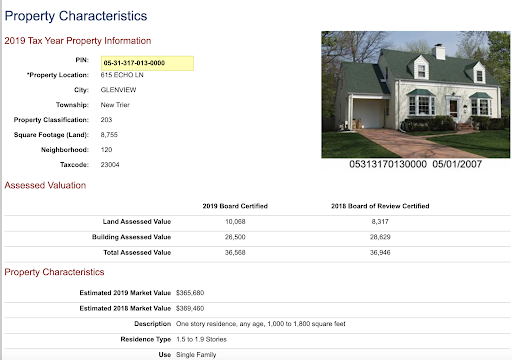 Property Characteristics
2019 Tax Year Property Information
PIN: 05-31-317-013-0000
*Property Location: 615 ECHO LN
City: GLENVIEW
Township: New Trier
Property Classification: 203
Square Footage (Land): 8,755
Neighborhood: 120
Taxcode: 23004
05313170130000 05/01/2007
Assessed Valuation
2019 Board Certified 2018 Board of Review Certified
Land Assessed Value 10,068 8,317
Building Assessed Value 26,500 28,629
Total Assessed Value 36,568 36,946
Property Characteristics
Estimated 2019 Market Value $365,680
Estimated 2018 Market Value $369,460
Description One story residence, any age, 1,000 to 1,800 square feet
Residence Type 1.5 to 1.9 Stories
Use Single Family